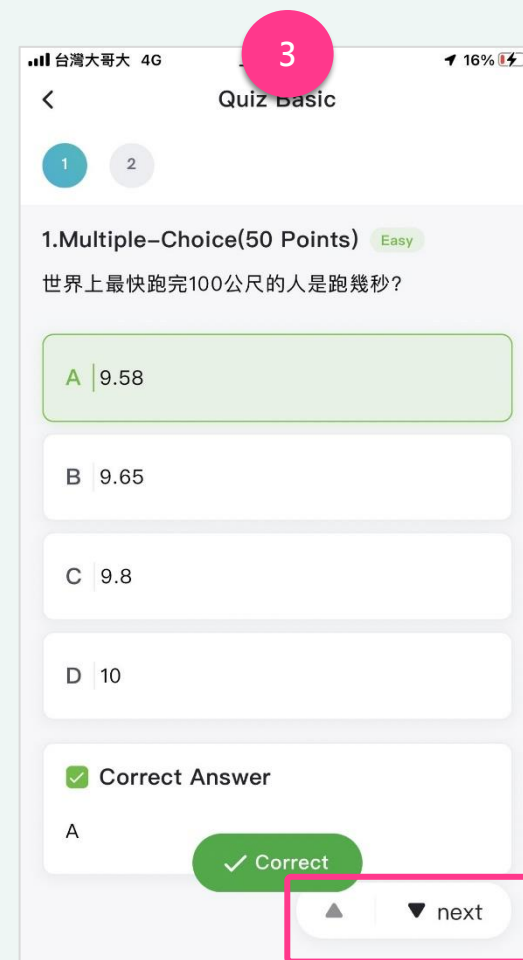 3
台灣大哥大 4G
16%
Quiz Basic
1
2
1.Multiple-Choice(50 Points) Easy
世界上最快跑完100公尺的人是跑幾秒?
A 9.58
B 9.65
C 9.8
D 10
Correct Answer
A
Correct
next